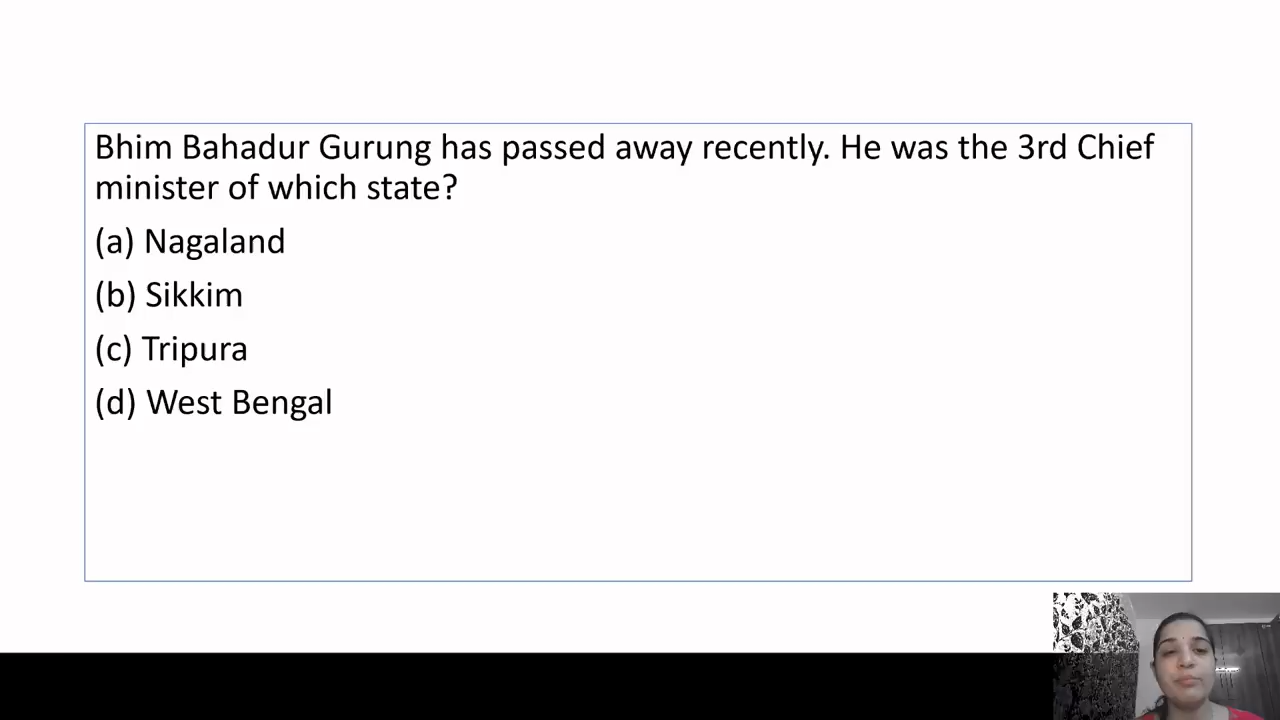 Bhim Bahadur Gurung has passed away recently. He was the 3rd Chief
minister of which state?
(a) Nagaland
(b) Sikkim
(c) Tripura
(d) West Bengal